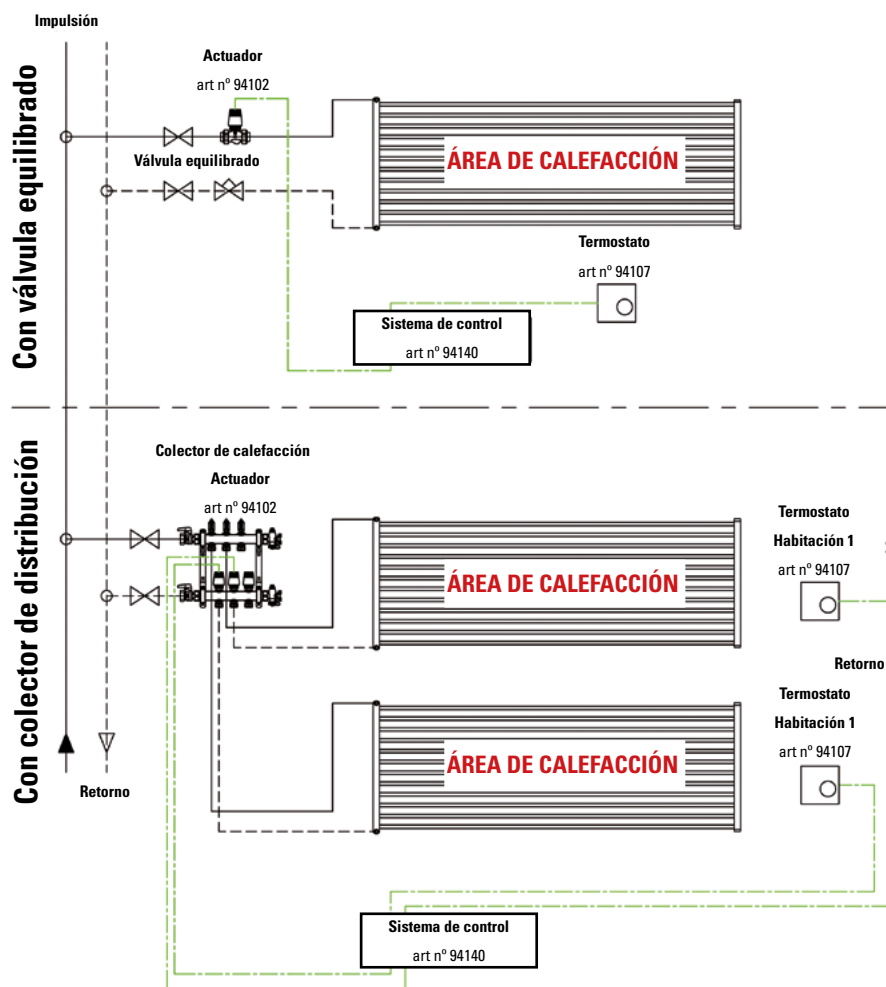 Impulsión
Con válvula equilibrado
Actuador
art nº 94102
Válvula equilibrado
ÁREA DE CALEFACCIÓN
Termostato
art nº 94107
Sistema de control
art nº 94140
Con colector de distribución
Colector de calefacción
Actuador
art nº 94102
ÁREA DE CALEFACCIÓN
Termostato
Habitación 1
art nº 94107
Retorno
ÁREA DE CALEFACCIÓN
Termostato
Habitación 1
art nº 94107
Retorno
Sistema de control
art nº 94140